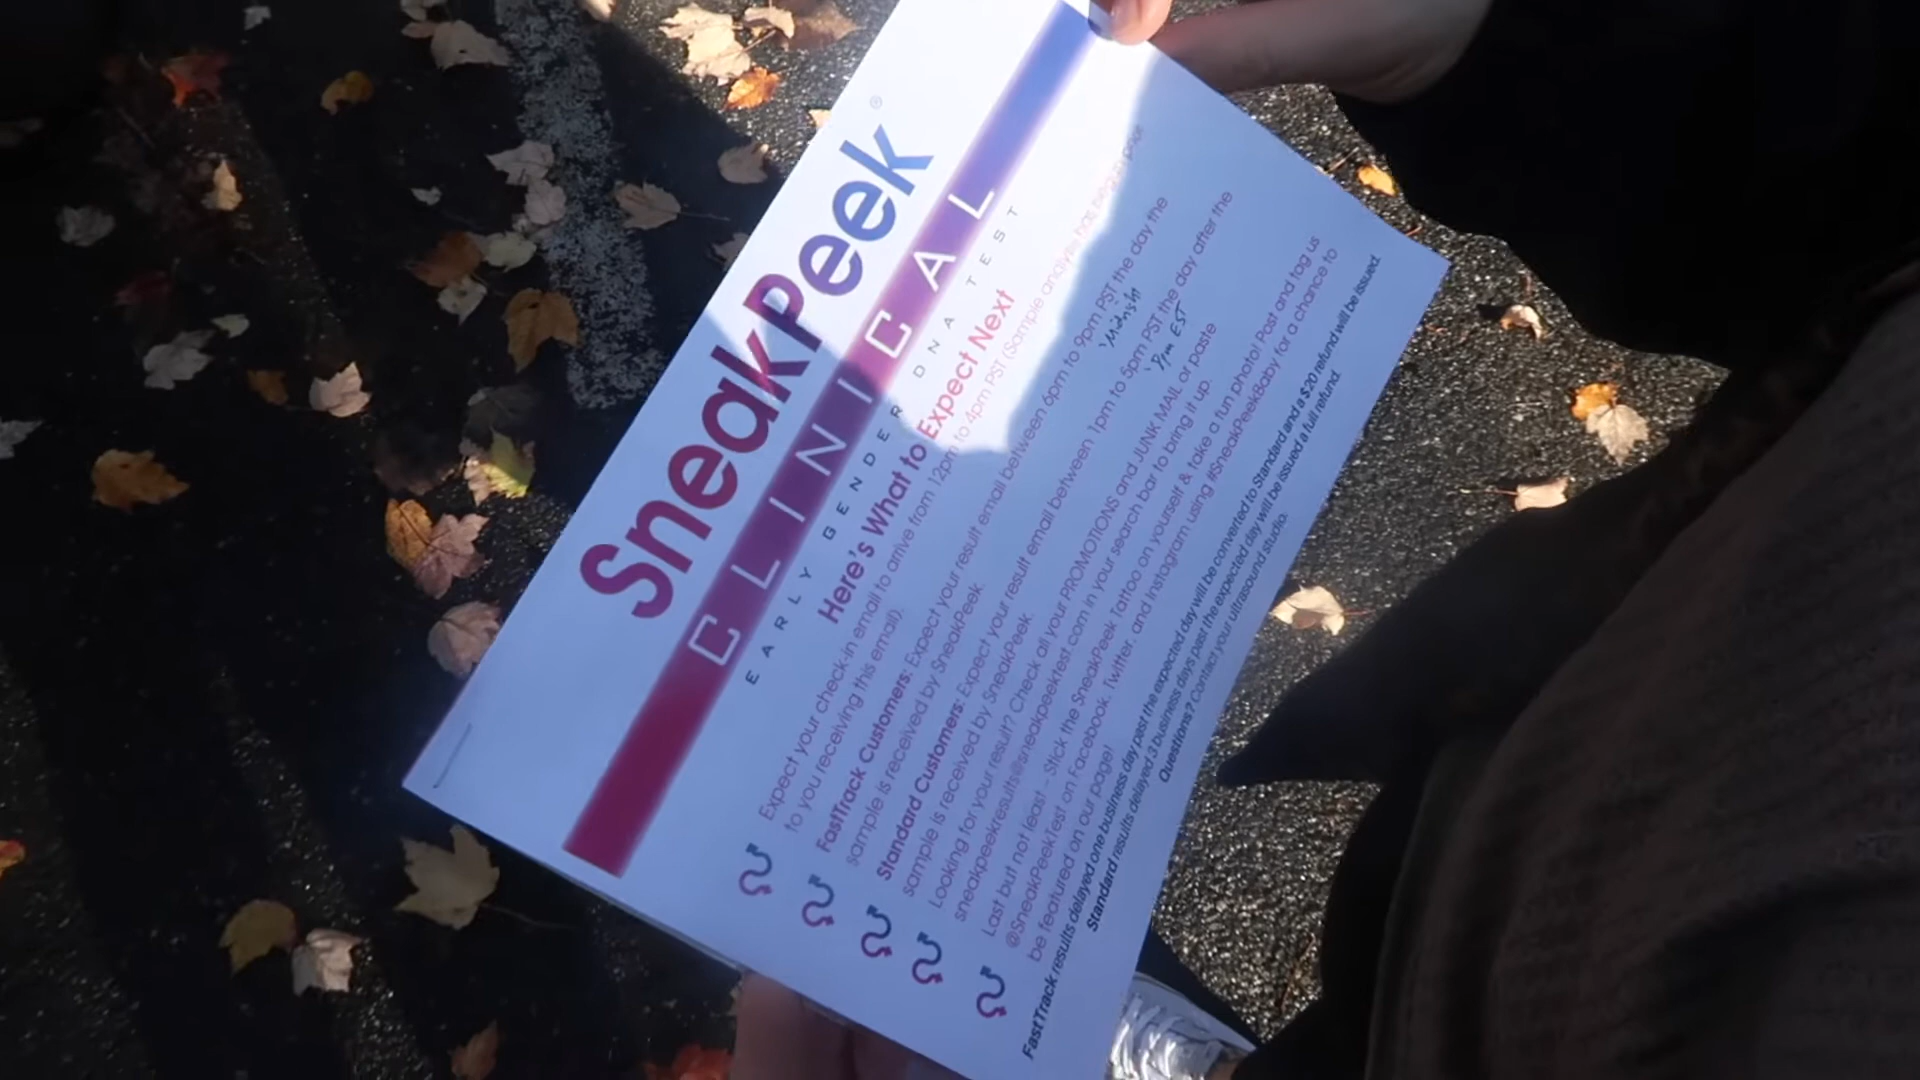 SneakPeek®
CLINICAL
EARLY GENDER DNA TEST
Here's What to Expect Next
Expect your check-in email to arrive from 12pm to 4pm PST (Sample analysis has begun prior
to you receiving this email).
FastTrack Customers: Expect your result email between 6pm to 9pm PST the day the
Midnight
sample is received by SneakPeek.
Standard Customers: Expect your result email between 1pm to 5pm PST the day after the
8pm EST
sample is received by SneakPeek.
Looking for your result? Check all your PROMOTIONS and JUNK MAIL or paste
sneakpeekresults@sneakpeektest.com in your search bar to bring it up.
Last but not least - Stick the SneakPeek Tattoo on yourself & take a fun photo! Post and tag us
@SneakPeekTest on Facebook, Twitter, and Instagram using #SneakPeekBaby for a chance to
be featured on our page!
FastTrack results delayed one business day past the expected day will be converted to Standard and a $20 refund will be issued.
Standard results delayed 3 business days past the expected day will be issued a full refund.
Questions? Contact your ultrasound studio.